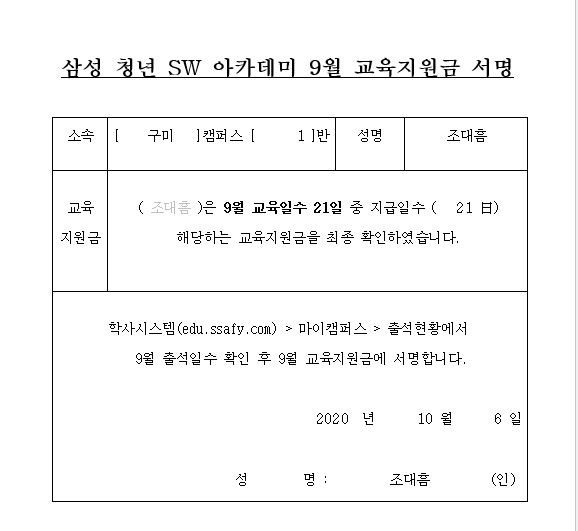 삼성 청년 SW 아카데미 9월 교육지원금 서명
소속 [ 구미 ]캠퍼스 [ 1 ]반 성명 조대흠
교육
지원금
( 조대흠 )은 9월 교육일수 21일 중 지급일수 ( 21 日)
해당하는 교육지원금을 최종 확인하였습니다.
학사시스템(edu.ssafy.com) > 마이캠퍼스 > 출석현황에서
9월 출석일수 확인 후 9월 교육지원금에 서명합니다.
2020 년 10 월 6 일
성 명 : 조대흠 (인)